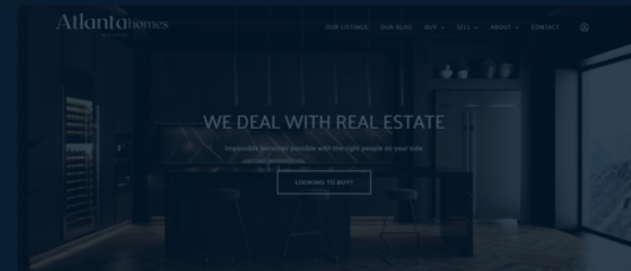 Atlantahomes
OUR LISTINGS OUR BLOG BUY SELL ABOUT CONTACT
WE DEAL WITH REAL ESTATE
Impossible becomes possible with the right people on your side.
LOOKING TO BUY?